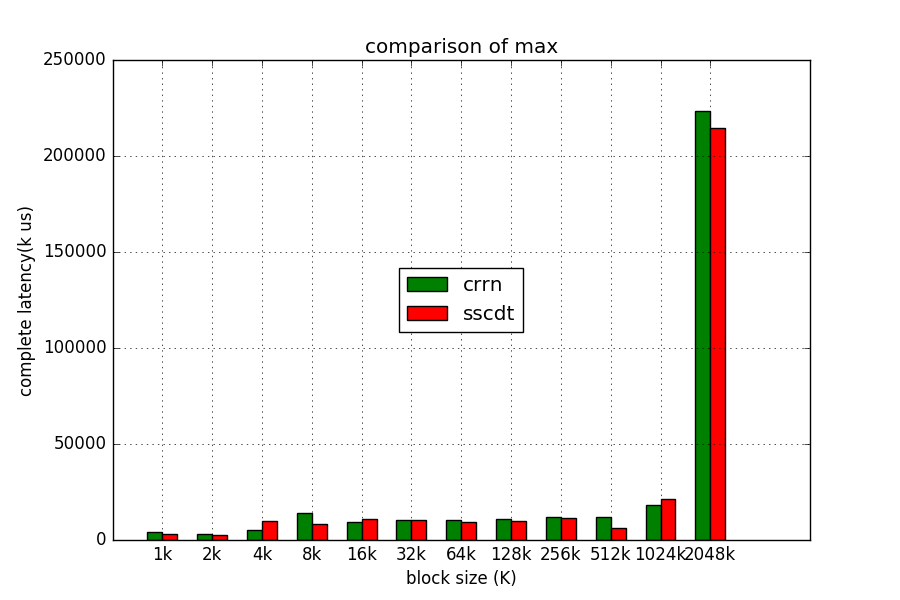 comparison of max
250000
200000
150000
100000
50000
0
complete latency(k us)
crrn
sscdt
1k 2k 4k 8k 16k 32k 64k 128k 256k 512k 1024k 2048k
block size (K)